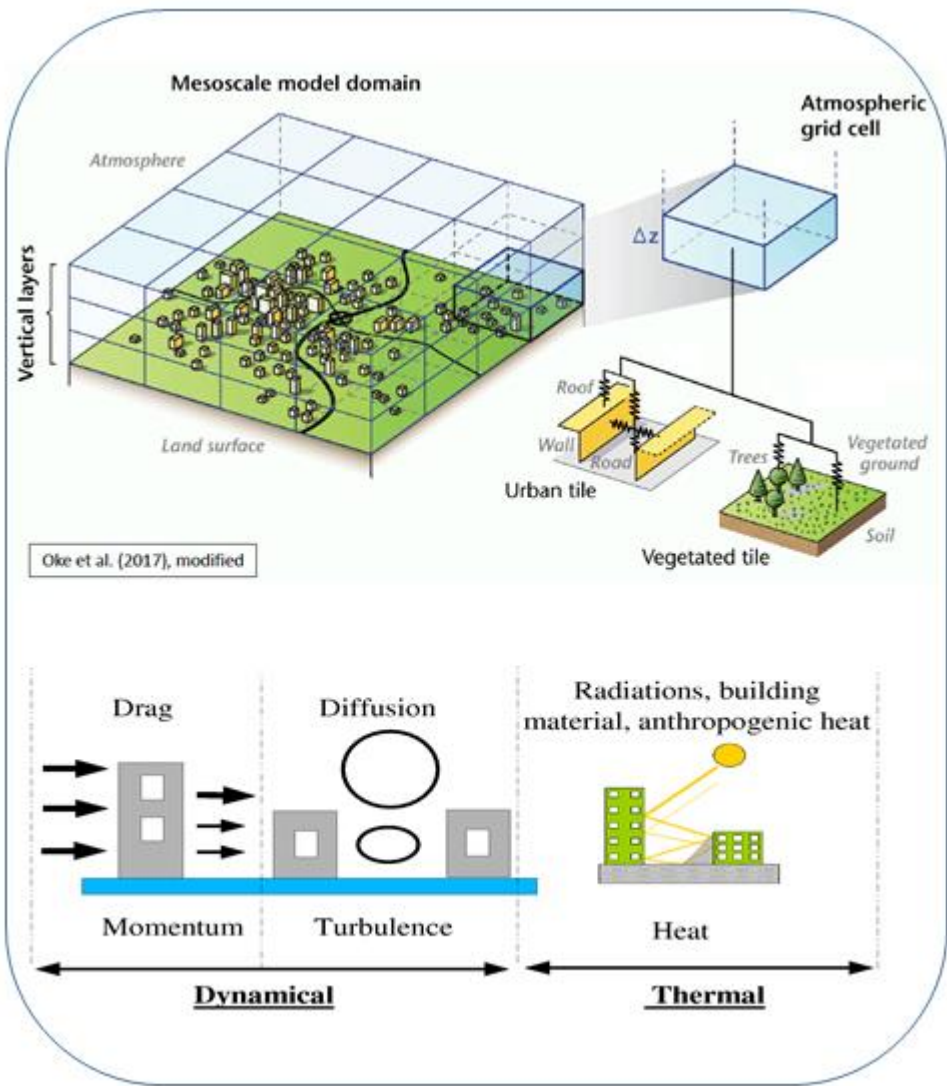 Mesoscale model domain
Atmospheric
grid cell
Atmosphere
Δz
Vertical layers
Roof
Wall
Road
Trees
Vegetated
ground
Land surface
Urban tile
Soil
Vegetated tile
Oke et al. (2017), modified
Drag
Diffusion
Radiations, building
material, anthropogenic heat
Momentum
Turbulence
Heat
Dynamical
Thermal